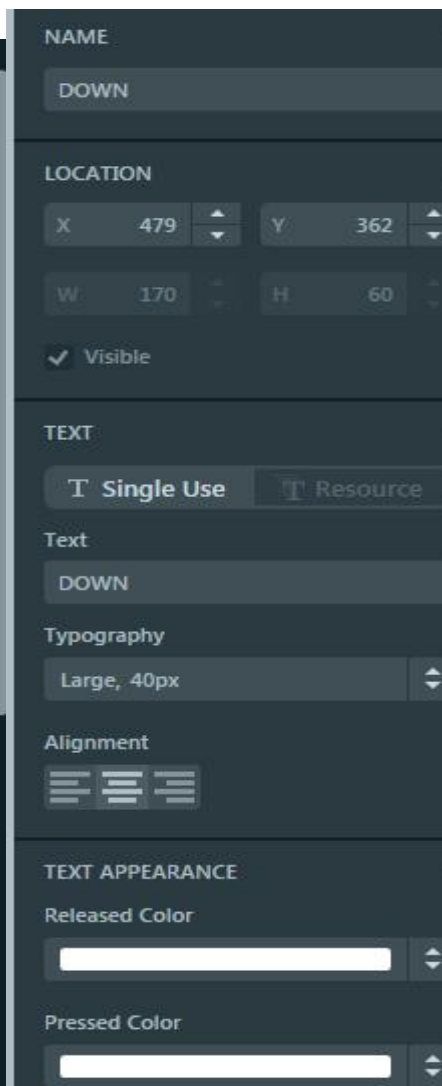 NAME
DOWN
LOCATION
X 479 Y 362
W 170 H 60
Visible
TEXT
T Single Use T Resource
Text
DOWN
Typography
Large, 40px
Alignment
TEXT APPEARANCE
Released Color
Pressed Color